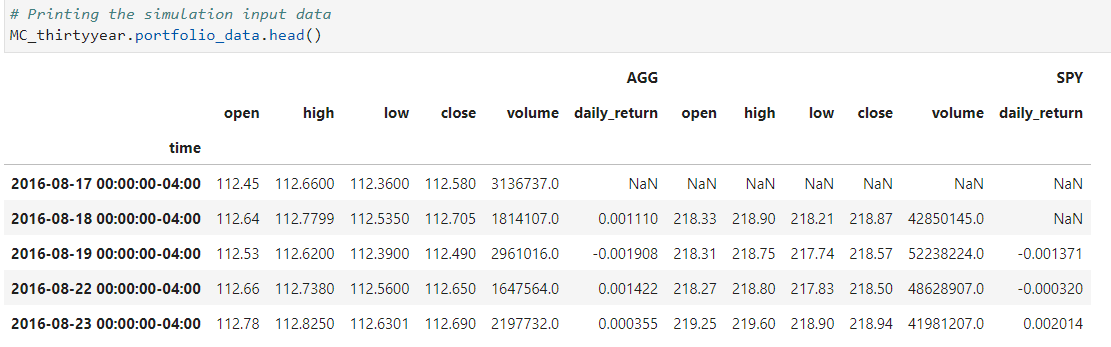 # Printing the simulation input data
MC_thirtyyear.portfolio_data.head()
AGG SPY
open high low close volume daily_return open high low close volume daily_return
time
2016-08-17 00:00:00-04:00 112.45 112.6600 112.3600 112.580 3136737.0 NaN NaN NaN NaN NaN NaN NaN
2016-08-18 00:00:00-04:00 112.64 112.7799 112.5350 112.705 1814107.0 0.001110 218.33 218.90 218.21 218.87 42850145.0 NaN
2016-08-19 00:00:00-04:00 112.53 112.6200 112.3900 112.490 2961016.0 -0.001908 218.31 218.75 217.74 218.57 52238224.0 -0.001371
2016-08-22 00:00:00-04:00 112.66 112.7380 112.5600 112.650 1647564.0 0.001422 218.27 218.80 217.83 218.50 48628907.0 -0.000320
2016-08-23 00:00:00-04:00 112.78 112.8250 112.6301 112.690 2197732.0 0.000355 219.25 219.60 218.90 218.94 41981207.0 0.002014